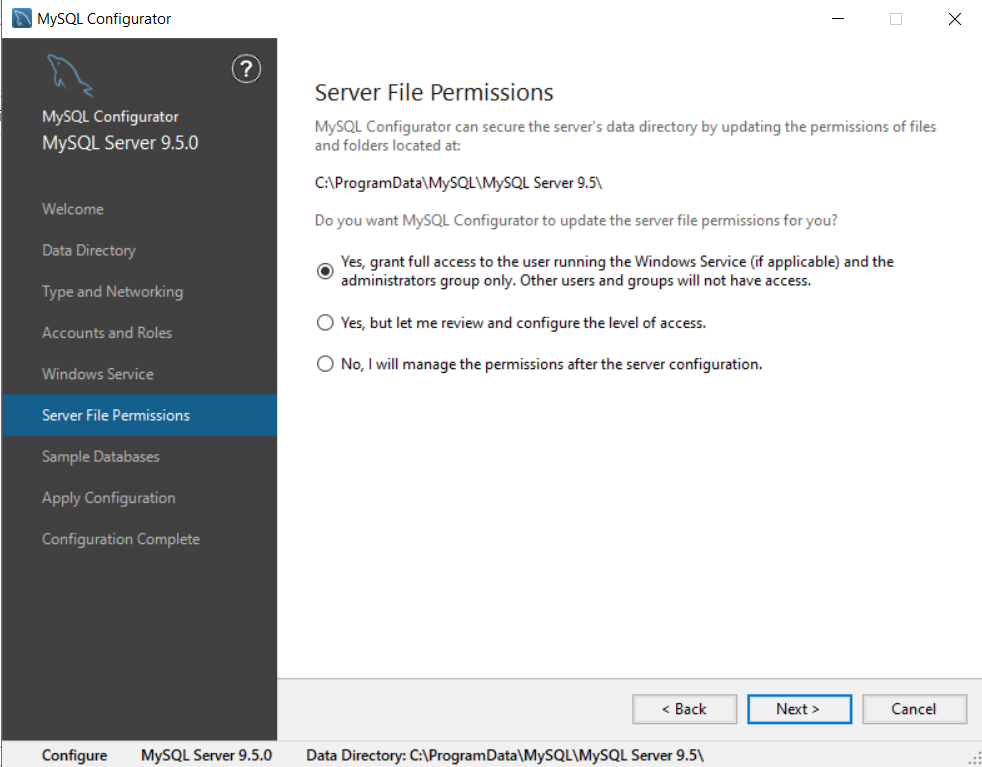 MySQL Configurator
?
MySQL Configurator
MySQL Server 9.5.0
Welcome
Data Directory
Type and Networking
Accounts and Roles
Windows Service
Server File Permissions
Sample Databases
Apply Configuration
Configuration Complete
Server File Permissions
MySQL Configurator can secure the server's data directory by updating the permissions of files
and folders located at:
C:\ProgramData\MySQL\MySQL Server 9.5\
Do you want MySQL Configurator to update the server file permissions for you?
Yes, grant full access to the user running the Windows Service (if applicable) and the
administrators group only. Other users and groups will not have access.
Yes, but let me review and configure the level of access.
No, I will manage the permissions after the server configuration.
< Back Next > Cancel
Configure MySQL Server 9.5.0 Data Directory: C:\ProgramData\MySQL\MySQL Server 9.5\